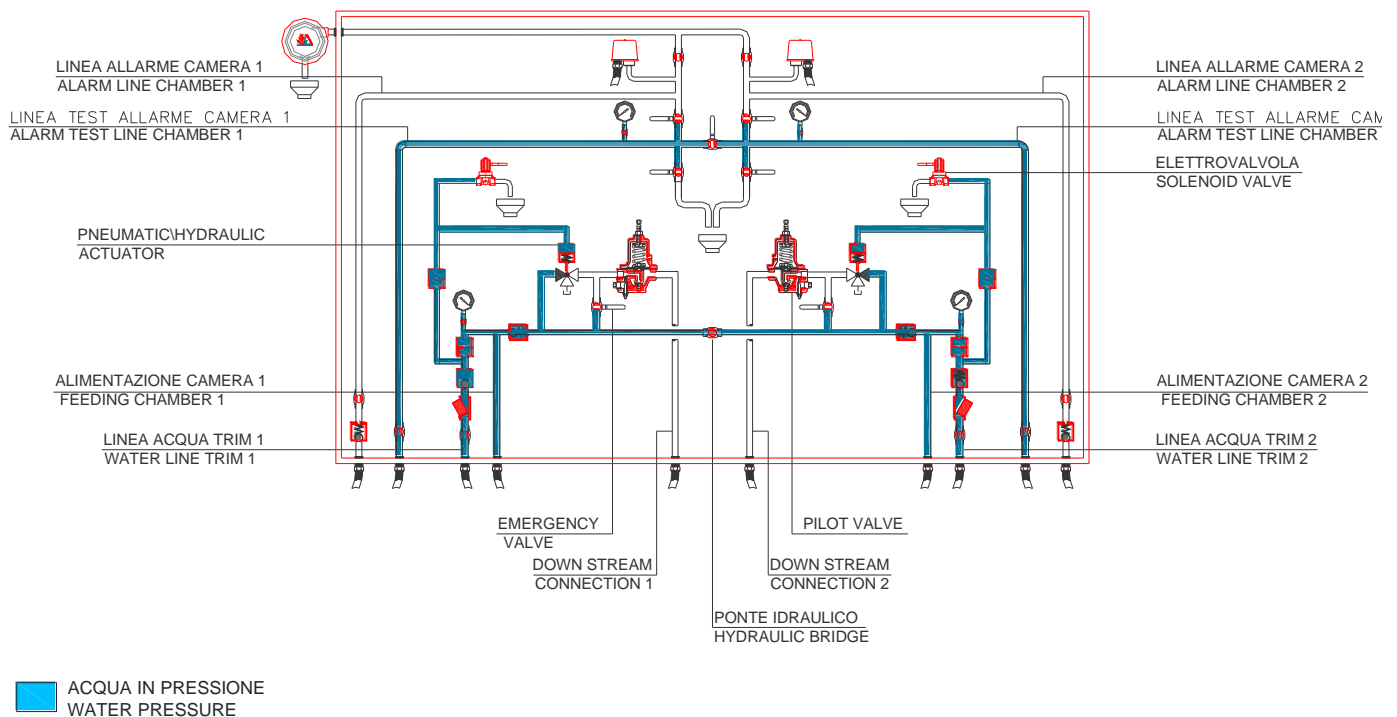 LINEA ALLARME CAMERA 1
ALARM LINE CHAMBER 1
LINEA TEST ALLARME CAMERA 1
ALARM TEST LINE CHAMBER 1
PNEUMATIC\HYDRAULIC
ACTUATOR
ALIMENTAZIONE CAMERA 1
FEEDING CHAMBER 1
LINEA ACQUA TRIM 1
WATER LINE TRIM 1
LINEA ALLARME CAMERA 2
ALARM LINE CHAMBER 2
LINEA TEST ALLARME CAM
ALARM TEST LINE CHAMBER
ELETTROVALVOLA
SOLENOID VALVE
ALIMENTAZIONE CAMERA 2
FEEDING CHAMBER 2
LINEA ACQUA TRIM 2
WATER LINE TRIM 2
EMERGENCY
VALVE
PILOT VALVE
DOWN STREAM
CONNECTION 1
DOWN STREAM
CONNECTION 2
PONTE IDRAULICO
HYDRAULIC BRIDGE
ACQUA IN PRESSIONE
WATER PRESSURE